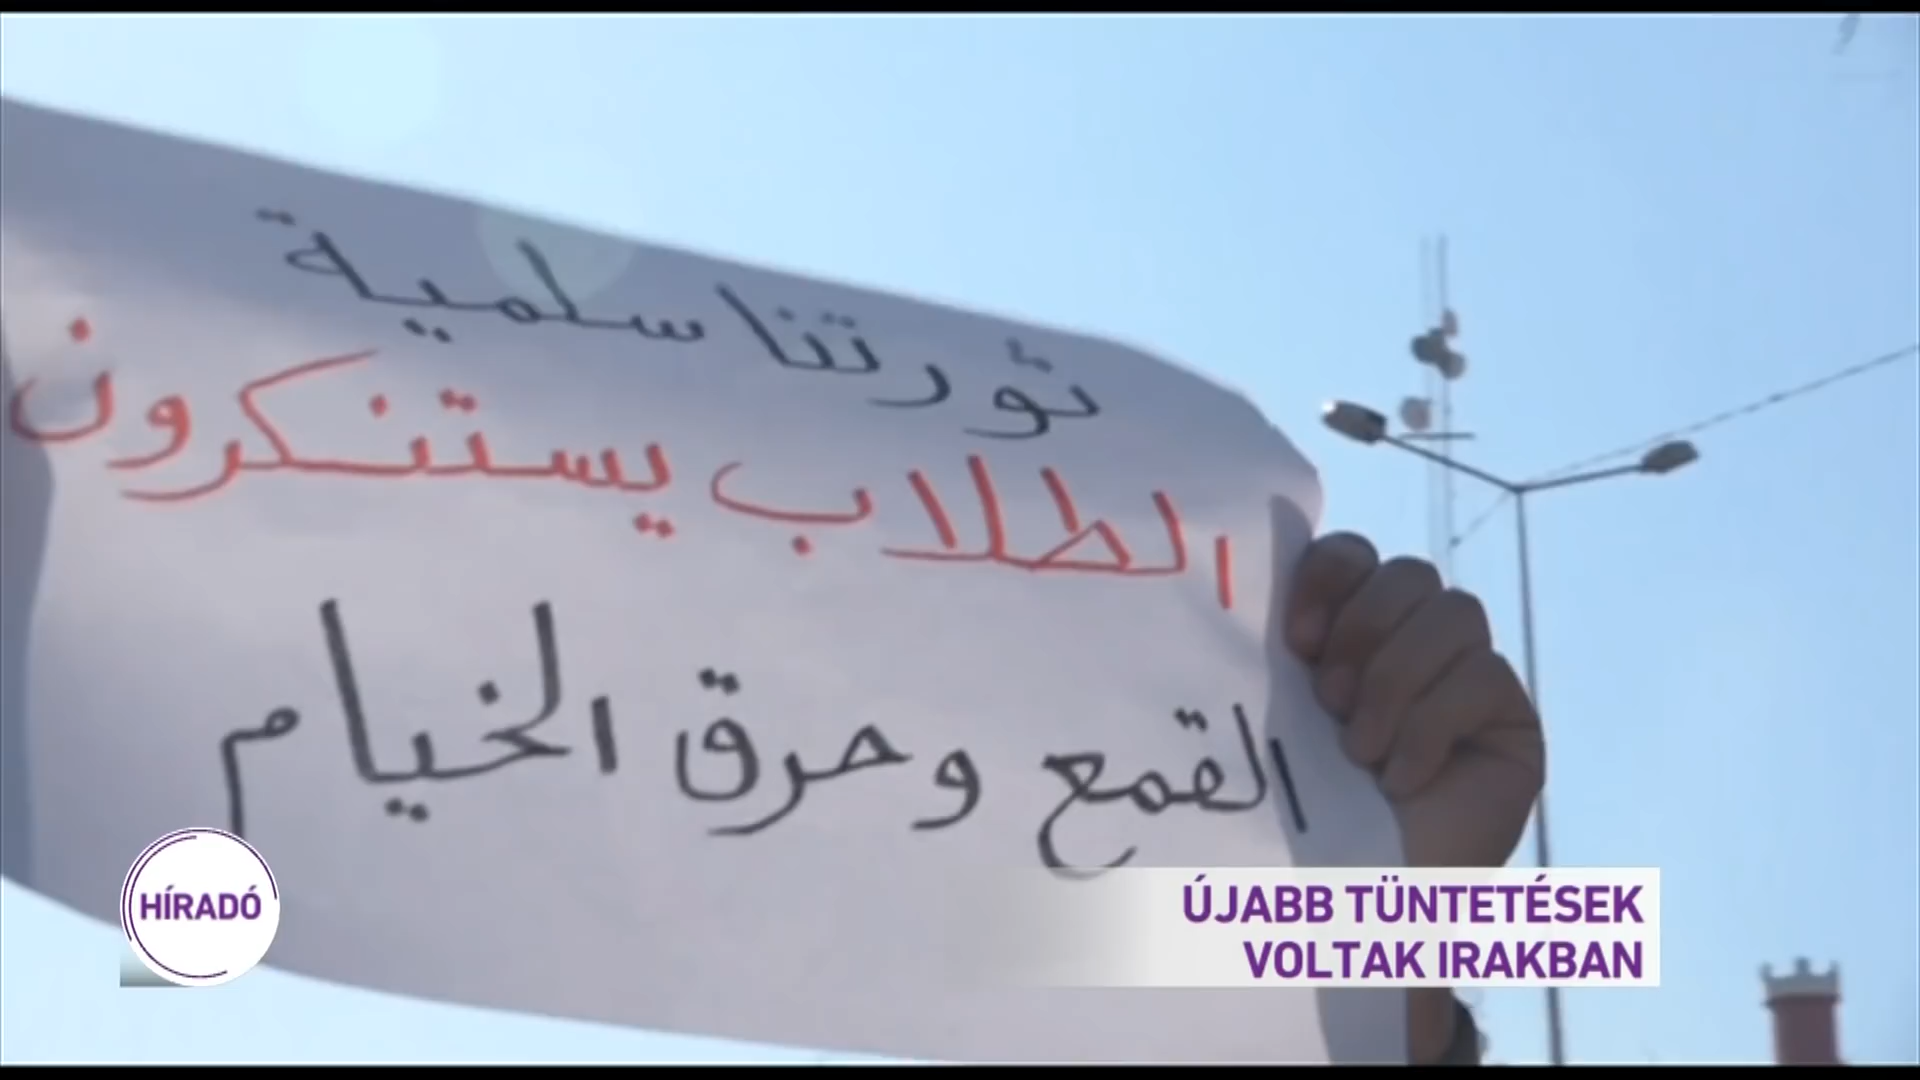 ثورتنا سلمية
الطلاب يستنكرون
القمع وحرق الخيام
HÍRADÓ
ÚJABB TÜNTETÉSEK
VOLTAK IRAKBAN